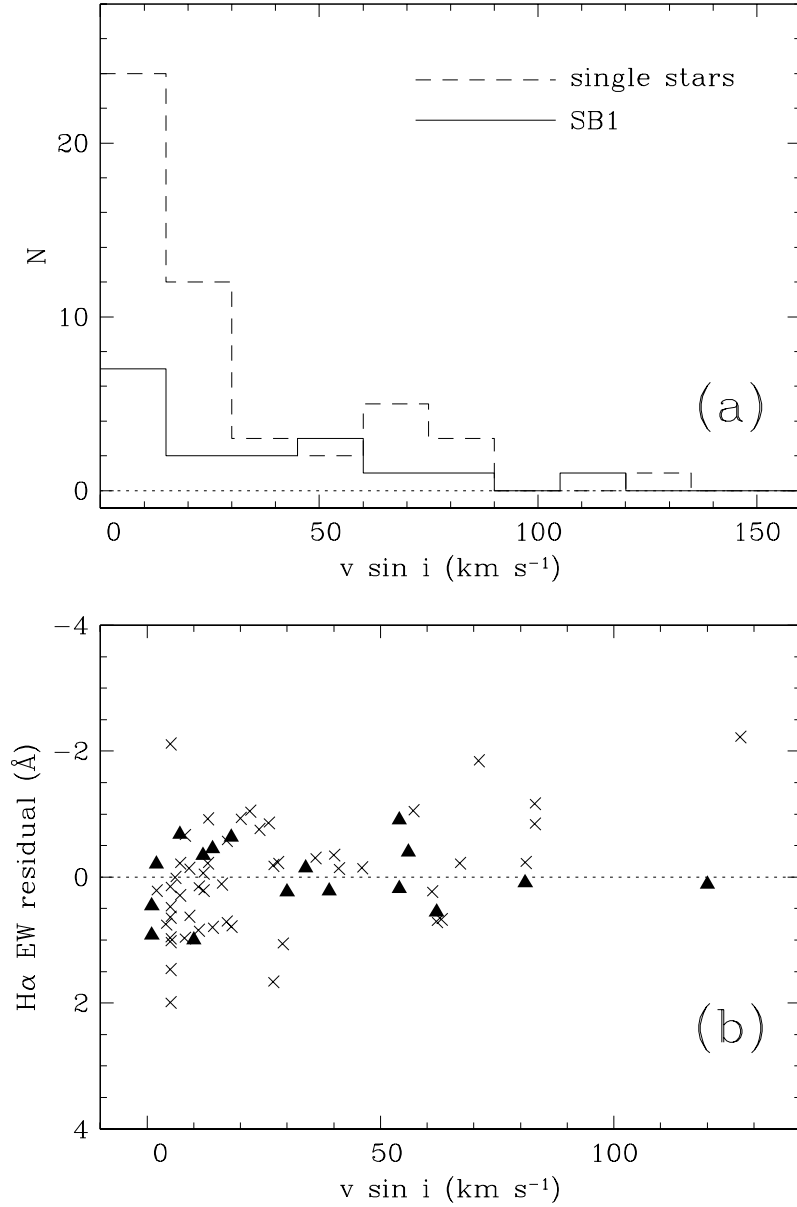 single stars
SB1
20
10
0
N
(a)
0 50 100 150
v sin i (km s⁻¹)
−4
−2
0
2
4
Hα EW residual (Å)
(b)
0 50 100
v sin i (km s⁻¹)